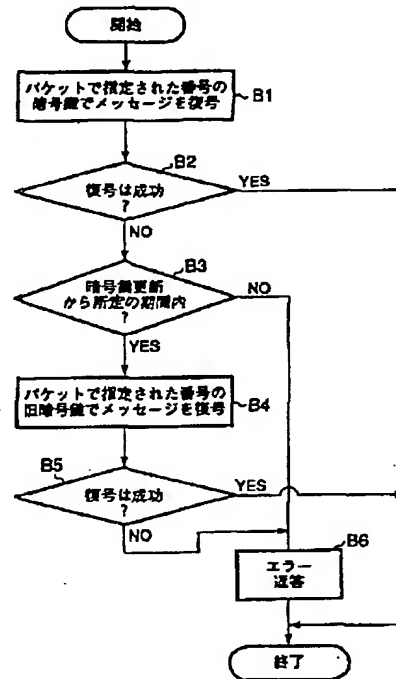 開始
パケットで指定された番号の
暗号鍵でメッセージを復号
B1
B2
復号は成功
?
YES
NO
B3
暗号鍵更新
から所定の期間内
?
NO
YES
パケットで指定された番号の
旧暗号鍵でメッセージを復号
B4
B5
復号は成功
?
YES
NO
B6
エラー
返答
終了